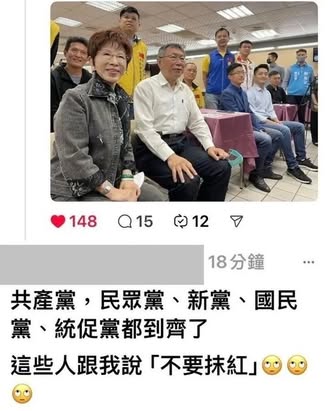 148 15 12
18分鐘
共產黨，民眾黨、新黨、國民
黨、統促黨都到齊了
這些人跟我說「不要抹紅」🙄🙄
🙄